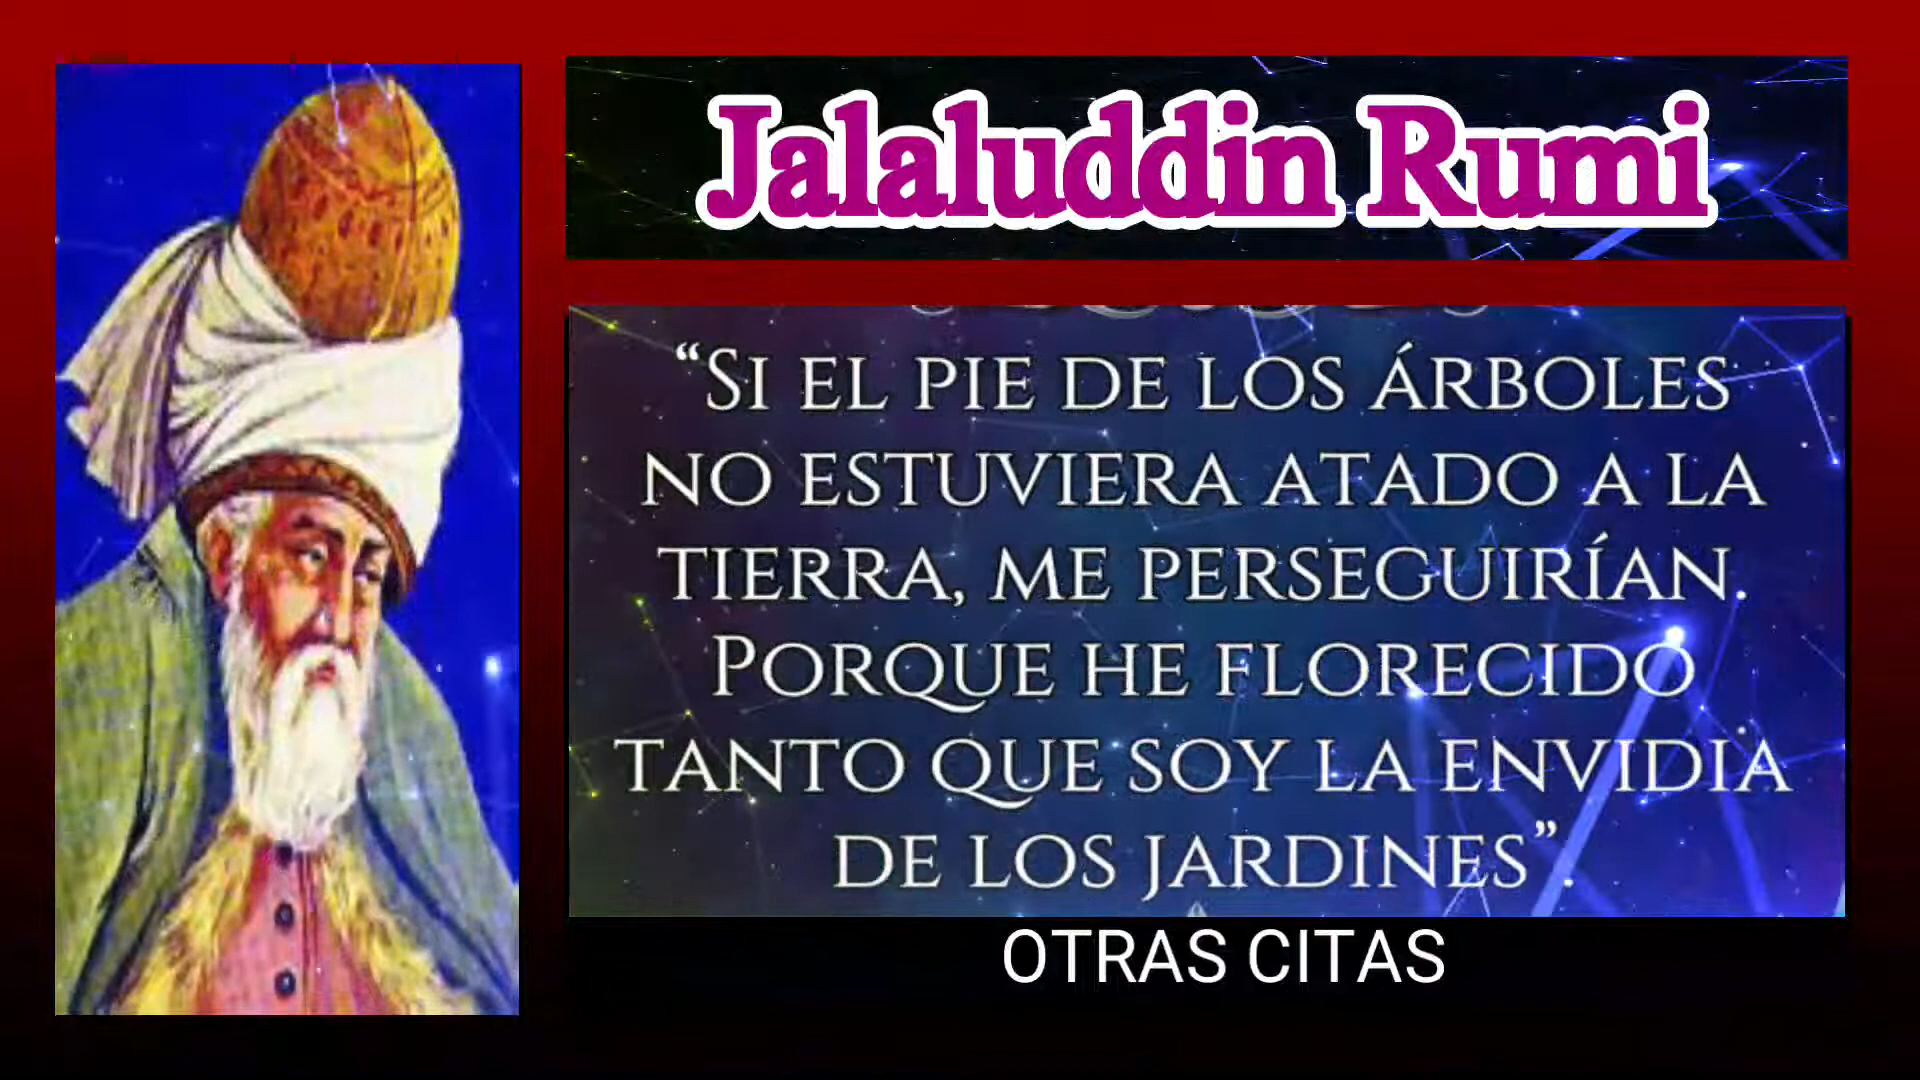 Jalaluddin Rumi
“SI EL PIE DE LOS ÁRBOLES
NO ESTUVIERA ATADO A LA
TIERRA, ME PERSEGUIRÍAN.
PORQUE HE FLORECIDO
TANTO QUE SOY LA ENVIDIA
DE LOS JARDINES”.
OTRAS CITAS